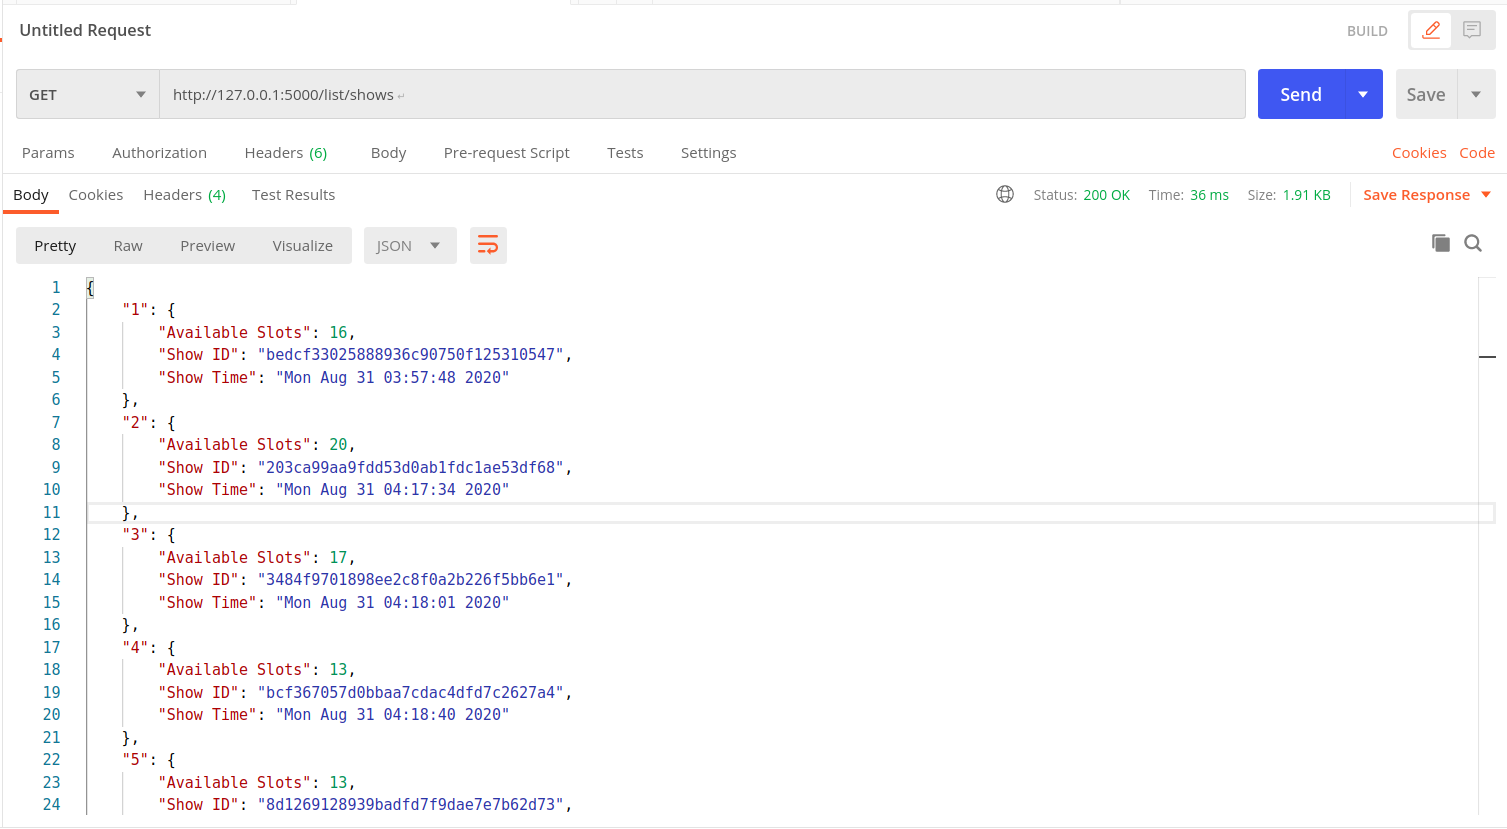 Untitled Request
BUILD
GET
http://127.0.0.1:5000/list/shows
Send
Save
Params Authorization Headers (6) Body Pre-request Script Tests Settings Cookies Code
Body Cookies Headers (4) Test Results Status: 200 OK Time: 36 ms Size: 1.91 KB Save Response
Pretty Raw Preview Visualize JSON
1 {
2 "1": {
3 "Available Slots": 16,
4 "Show ID": "bedcf33025888936c90750f125310547",
5 "Show Time": "Mon Aug 31 03:57:48 2020"
6 },
7 "2": {
8 "Available Slots": 20,
9 "Show ID": "203ca99aa9fdd53d0ab1fdc1ae53df68",
10 "Show Time": "Mon Aug 31 04:17:34 2020"
11 },
12 "3": {
13 "Available Slots": 17,
14 "Show ID": "3484f9701898ee2c8f0a2b226f5bb6e1",
15 "Show Time": "Mon Aug 31 04:18:01 2020"
16 },
17 "4": {
18 "Available Slots": 13,
19 "Show ID": "bcf367057d0bbaa7cdac4dfd7c2627a4",
20 "Show Time": "Mon Aug 31 04:18:40 2020"
21 },
22 "5": {
23 "Available Slots": 13,
24 "Show ID": "8d1269128939badfd7f9dae7e7b62d73",